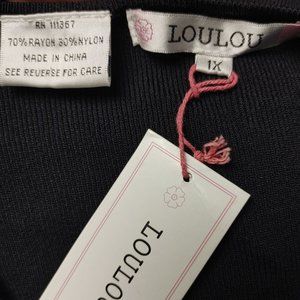 RN 111367
70%RAYON 30%NYLON
MADE IN CHINA
SEE REVERSE FOR CARE
LOULOU
1X
LOULOU